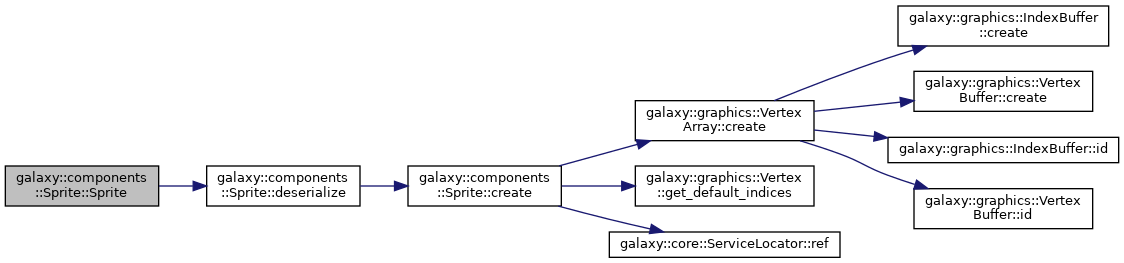 galaxy::components
::Sprite::Sprite
galaxy::components
::Sprite::deserialize
galaxy::components
::Sprite::create
galaxy::graphics::Vertex
Array::create
galaxy::graphics::IndexBuffer
::create
galaxy::graphics::Vertex
Buffer::create
galaxy::graphics::IndexBuffer::id
galaxy::graphics::Vertex
Buffer::id
galaxy::graphics::Vertex
::get_default_indices
galaxy::core::ServiceLocator::ref